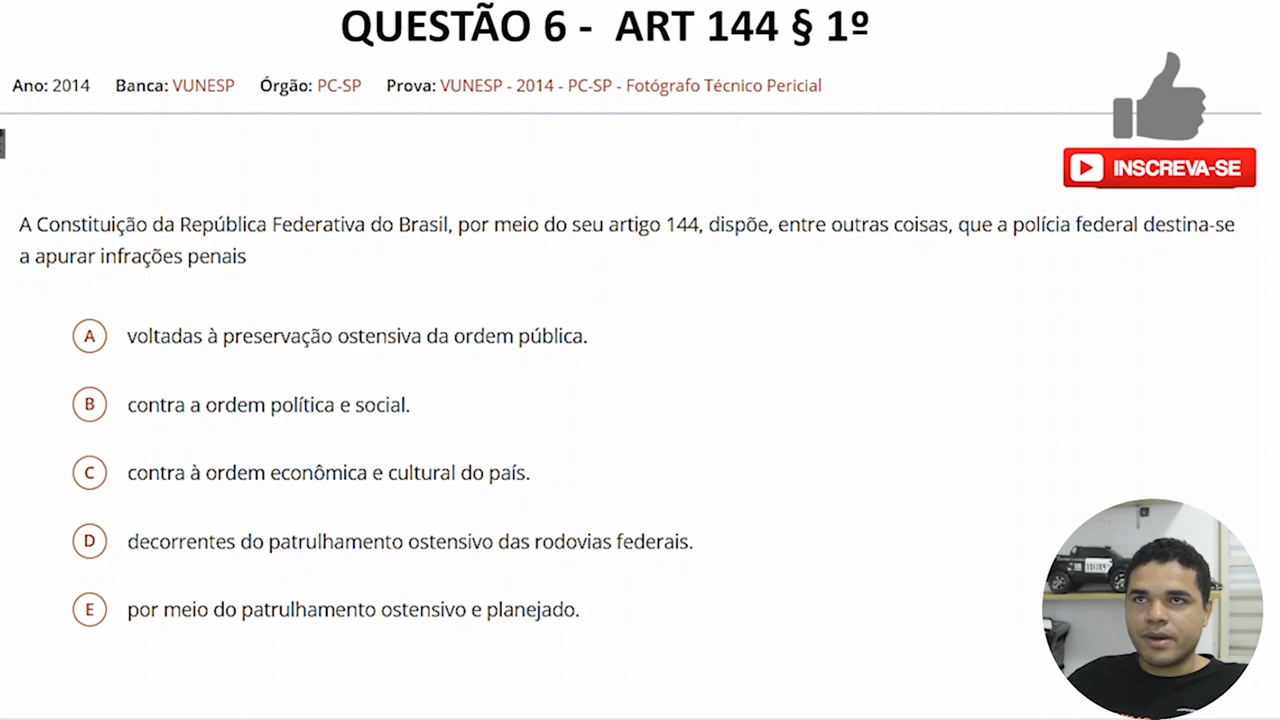 QUESTÃO 6 - ART 144 § 1º
Ano: 2014 Banca: VUNESP Órgão: PC-SP Prova: VUNESP - 2014 - PC-SP - Fotógrafo Técnico Pericial
INSCREVA-SE
A Constituição da República Federativa do Brasil, por meio do seu artigo 144, dispõe, entre outras coisas, que a polícia federal destina-se
a apurar infrações penais
A voltadas à preservação ostensiva da ordem pública.
B contra a ordem política e social.
C contra à ordem econômica e cultural do país.
D decorrentes do patrulhamento ostensivo das rodovias federais.
E por meio do patrulhamento ostensivo e planejado.